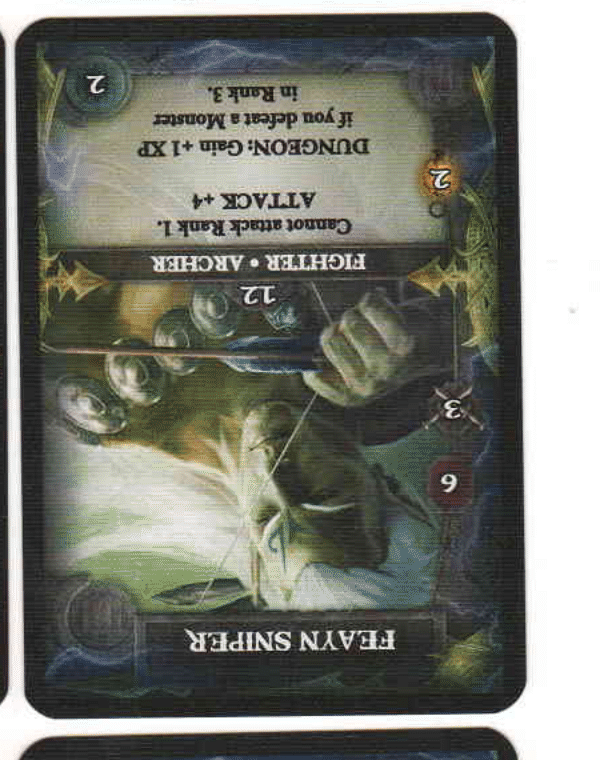 FEAYN SNIPER
9
3
12
FIGHTER • ARCHER
Cannot attack Rank 1.
ATTACK +4
2
DUNGEON: Gain +1 XP
if you defeat a Monster
in Rank 3.
2